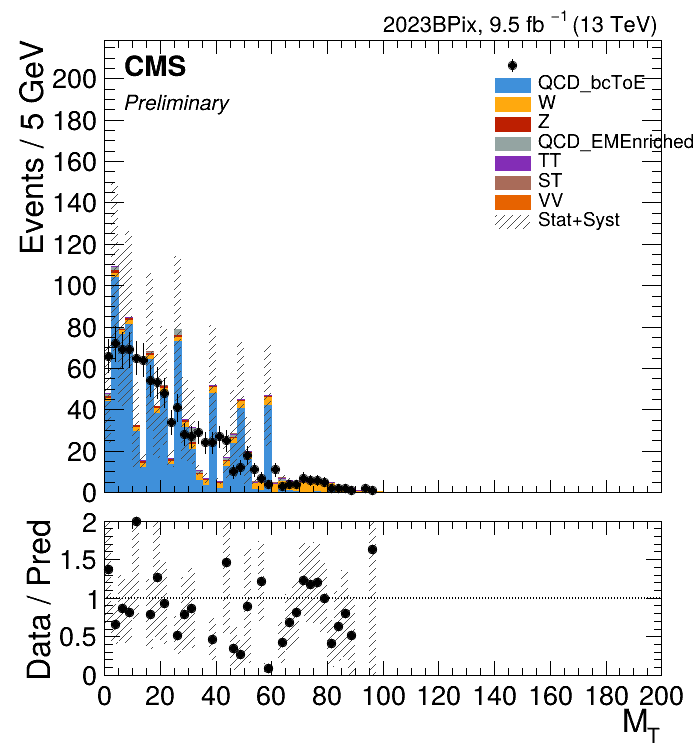 2023BPix, 9.5 fb⁻¹ (13 TeV)
Events / 5 GeV
CMS
Preliminary
QCD_bcToE
W
Z
QCD_EMEnriched
TT
ST
VV
Stat+Syst
200
180
160
140
120
100
80
60
40
20
0
Data / Pred
2
1.5
1
0.5
0
0 20 40 60 80 100 120 140 160 180 200
M_T